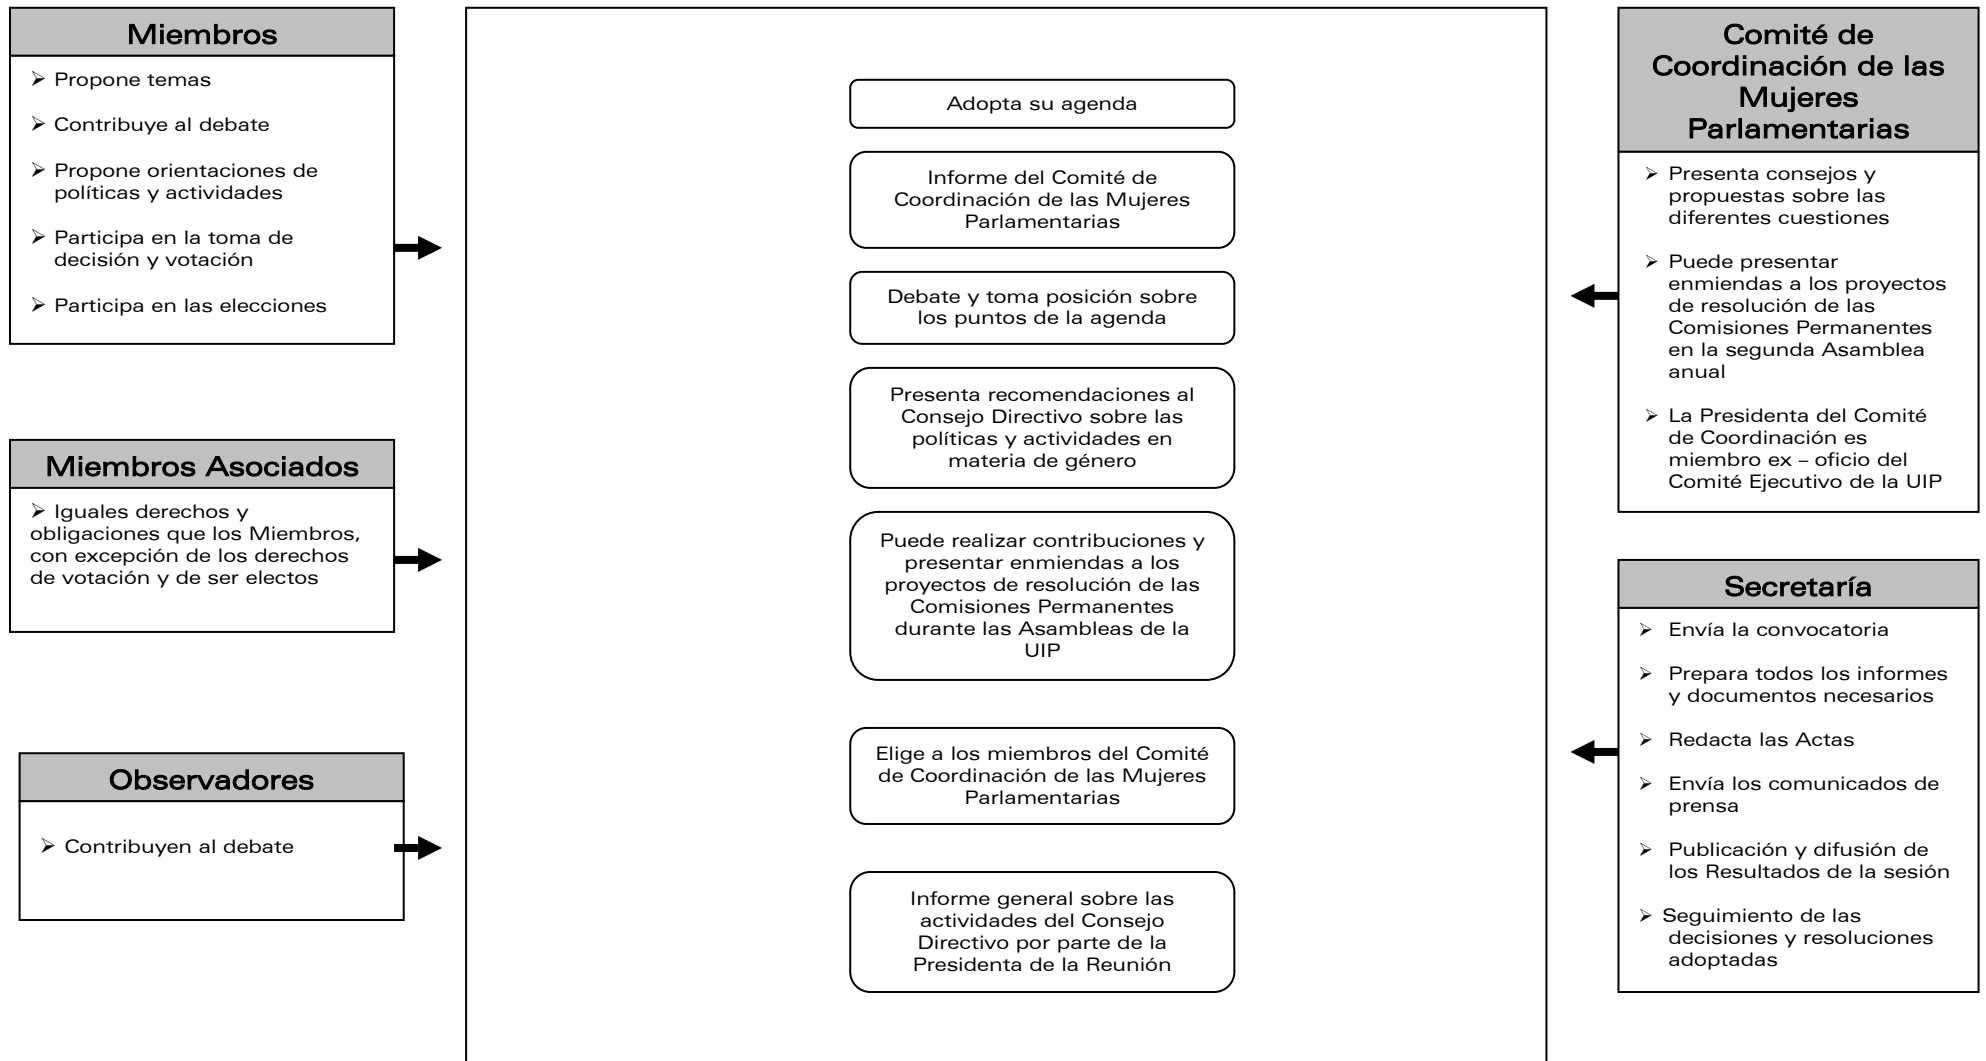 Miembros
➢ Propone temas
➢ Contribuye al debate
➢ Propone orientaciones de
políticas y actividades
➢ Participa en la toma de
decisión y votación
➢ Participa en las elecciones
Miembros Asociados
➢ Iguales derechos y
obligaciones que los Miembros,
con excepción de los derechos
de votación y de ser electos
Observadores
➢ Contribuyen al debate
Adopta su agenda
Informe del Comité de
Coordinación de las Mujeres
Parlamentarias
Debate y toma posición sobre
los puntos de la agenda
Presenta recomendaciones al
Consejo Directivo sobre las
políticas y actividades en
materia de género
Puede realizar contribuciones y
presentar enmiendas a los
proyectos de resolución de las
Comisiones Permanentes
durante las Asambleas de la
UIP
Elige a los miembros del Comité
de Coordinación de las Mujeres
Parlamentarias
Informe general sobre las
actividades del Consejo
Directivo por parte de la
Presidenta de la Reunión
Comité de
Coordinación de las
Mujeres
Parlamentarias
➢ Presenta consejos y
propuestas sobre las
diferentes cuestiones
➢ Puede presentar
enmiendas a los proyectos
de resolución de las
Comisiones Permanentes
en la segunda Asamblea
anual
➢ La Presidenta del Comité
de Coordinación es
miembro ex – oficio del
Comité Ejecutivo de la UIP
Secretaría
➢ Envía la convocatoria
➢ Prepara todos los informes
y documentos necesarios
➢ Redacta las Actas
➢ Envía los comunicados de
prensa
➢ Publicación y difusión de
los Resultados de la sesión
➢ Seguimiento de las
decisiones y resoluciones
adoptadas